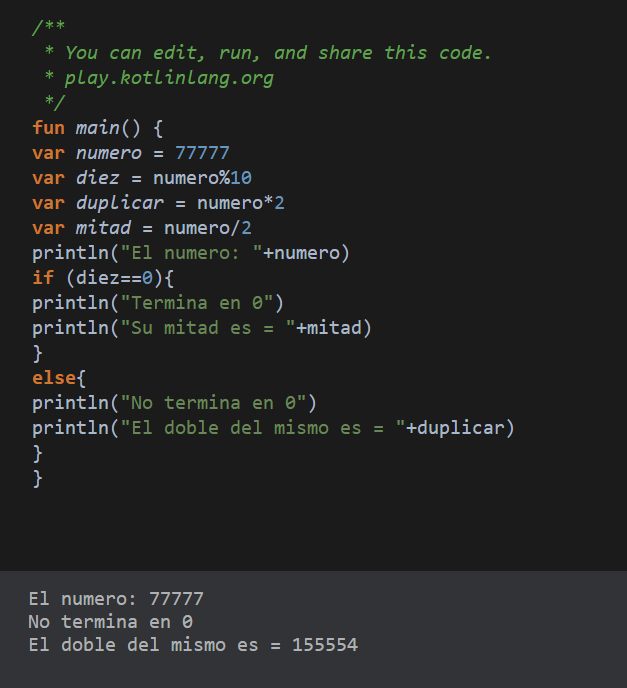 /**
 * You can edit, run, and share this code.
 * play.kotlinlang.org
 */
fun main() {
var numero = 77777
var diez = numero%10
var duplicar = numero*2
var mitad = numero/2
println("El numero: "+numero)
if (diez==0){
println("Termina en 0")
println("Su mitad es = "+mitad)
}
else{
println("No termina en 0")
println("El doble del mismo es = "+duplicar)
}
}
El numero: 77777
No termina en 0
El doble del mismo es = 155554